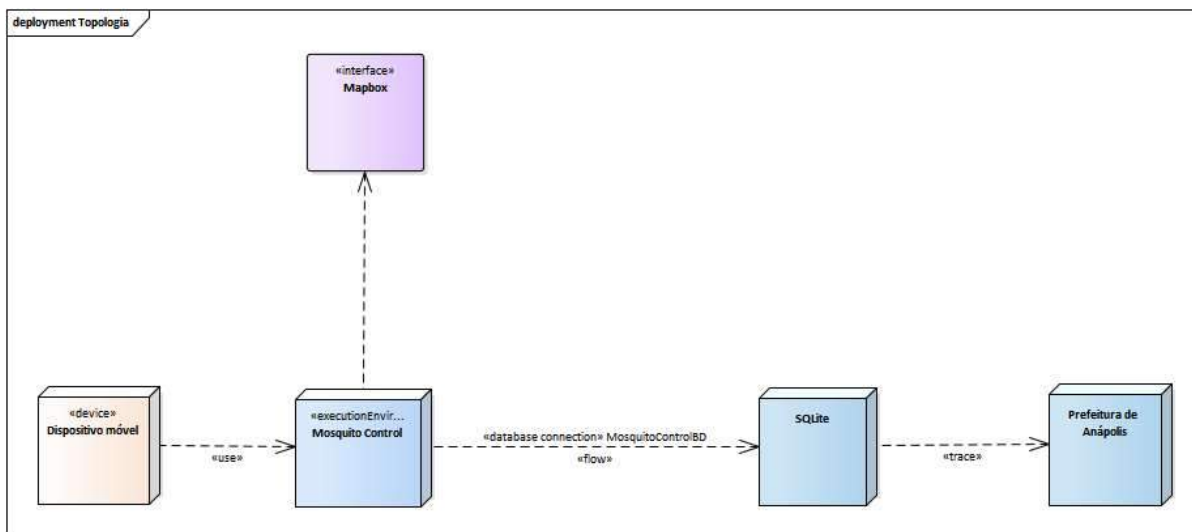 deployment Topologia
«interface»
Mapbox
«device»
Dispositivo móvel
«use»
«executionEnvir...
Mosquito Control
«database connection» MosquitoControlBD
«flow»
SQLite
«trace»
Prefeitura de
Anápolis